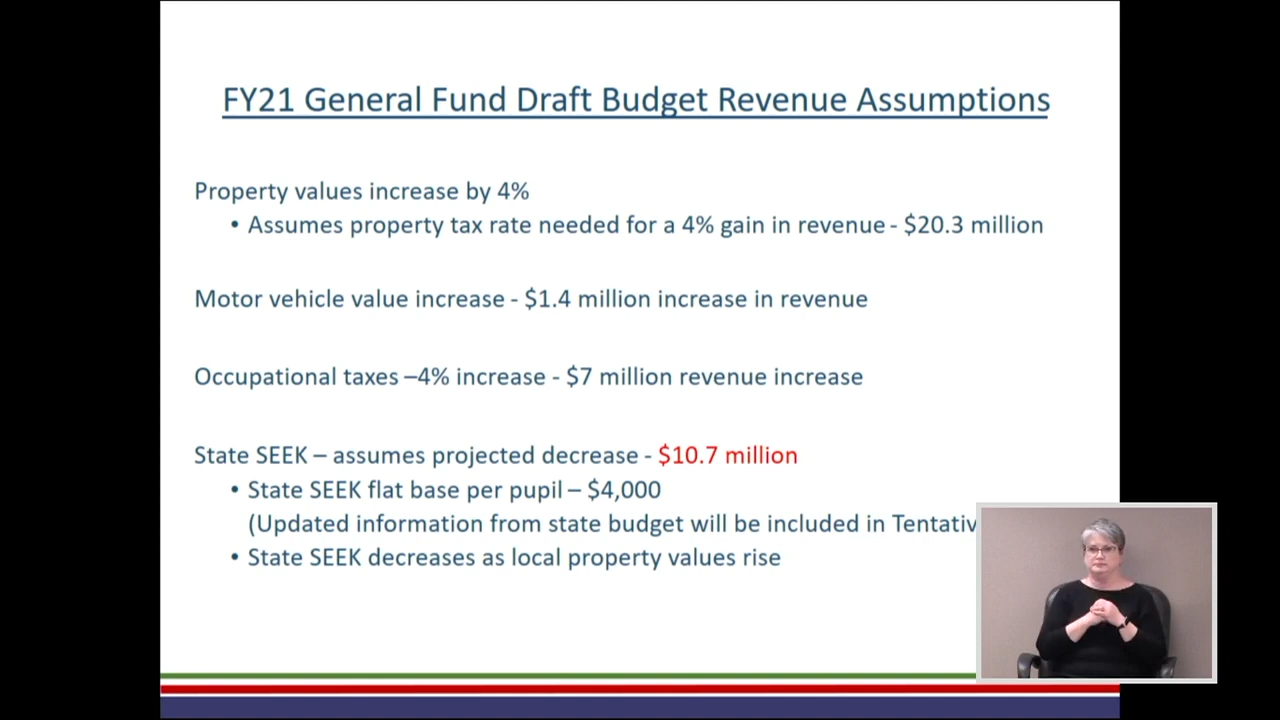 FY21 General Fund Draft Budget Revenue Assumptions
Property values increase by 4%
• Assumes property tax rate needed for a 4% gain in revenue - $20.3 million
Motor vehicle value increase - $1.4 million increase in revenue
Occupational taxes –4% increase - $7 million revenue increase
State SEEK – assumes projected decrease - $10.7 million
• State SEEK flat base per pupil – $4,000
(Updated information from state budget will be included in Tentativ
• State SEEK decreases as local property values rise